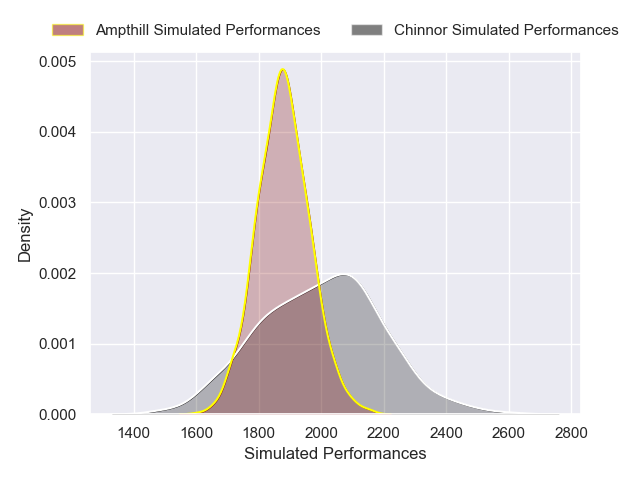 Ampthill Simulated Performances Chinnor Simulated Performances
0.005
0.004
0.003
0.002
0.001
0.000
Density
1400 1600 1800 2000 2200 2400 2600 2800
Simulated Performances